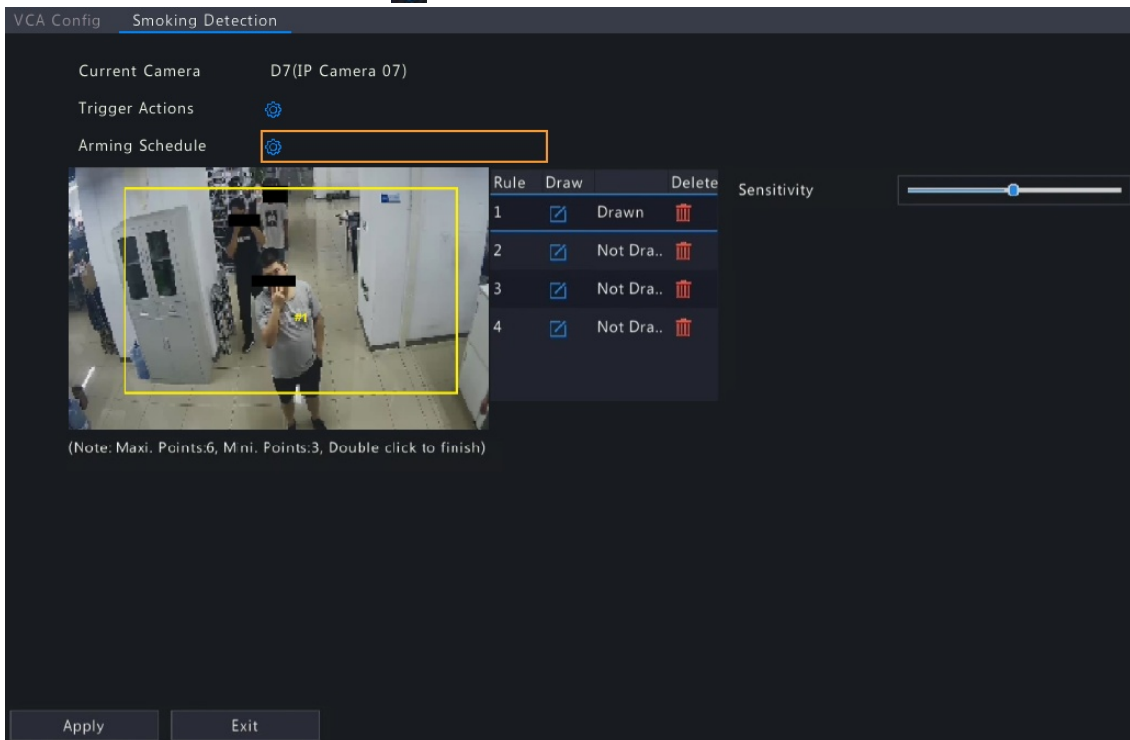 VCA Config Smoking Detection
Current Camera D7(IP Camera 07)
Trigger Actions
Arming Schedule
Rule Draw Delete
1 Drawn
2 Not Dra..
3 Not Dra..
4 Not Dra..
Sensitivity
#1
(Note: Maxi. Points:6, Mini. Points:3, Double click to finish)
Apply Exit